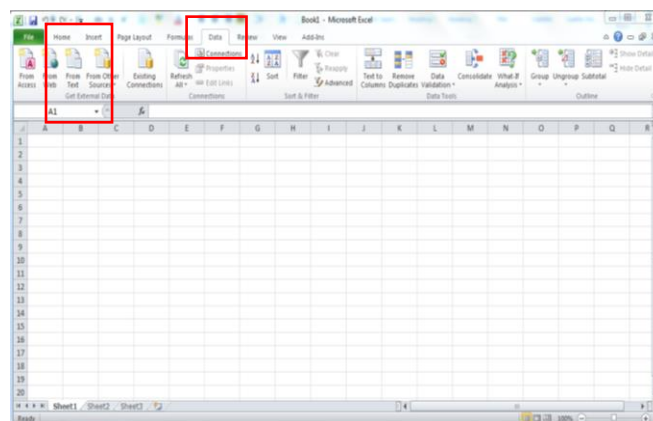 Book1 - Microsoft Excel
File Home Insert Page Layout Formulas Data Review View Add-Ins
From Access From Web From Text From Other Sources Existing Connections Refresh All Connections Properties Edit Links Sort Filter Clear Reapply Advanced Text to Columns Remove Duplicates Data Validation Consolidate What-If Analysis Group Ungroup Subtotal Show Detail Hide Detail
Get External Data Connections Sort & Filter Data Tools Outline
A1 fx
A B C D E F G H I J K L M N O P Q R
1
2
3
4
5
6
7
8
9
10
11
12
13
14
15
16
17
18
19
20
Sheet1 Sheet2 Sheet3
Ready 100%